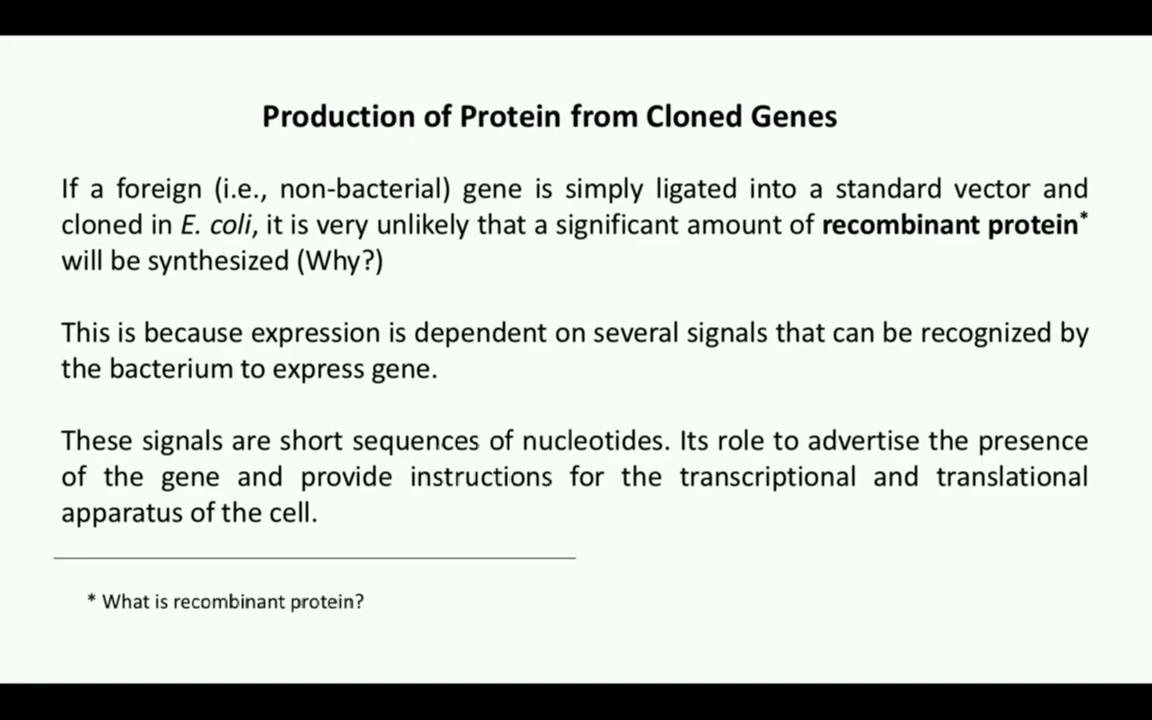 Production of Protein from Cloned Genes
If a foreign (i.e., non-bacterial) gene is simply ligated into a standard vector and
cloned in E. coli, it is very unlikely that a significant amount of recombinant protein*
will be synthesized (Why?)
This is because expression is dependent on several signals that can be recognized by
the bacterium to express gene.
These signals are short sequences of nucleotides. Its role to advertise the presence
of the gene and provide instructions for the transcriptional and translational
apparatus of the cell.
* What is recombinant protein?